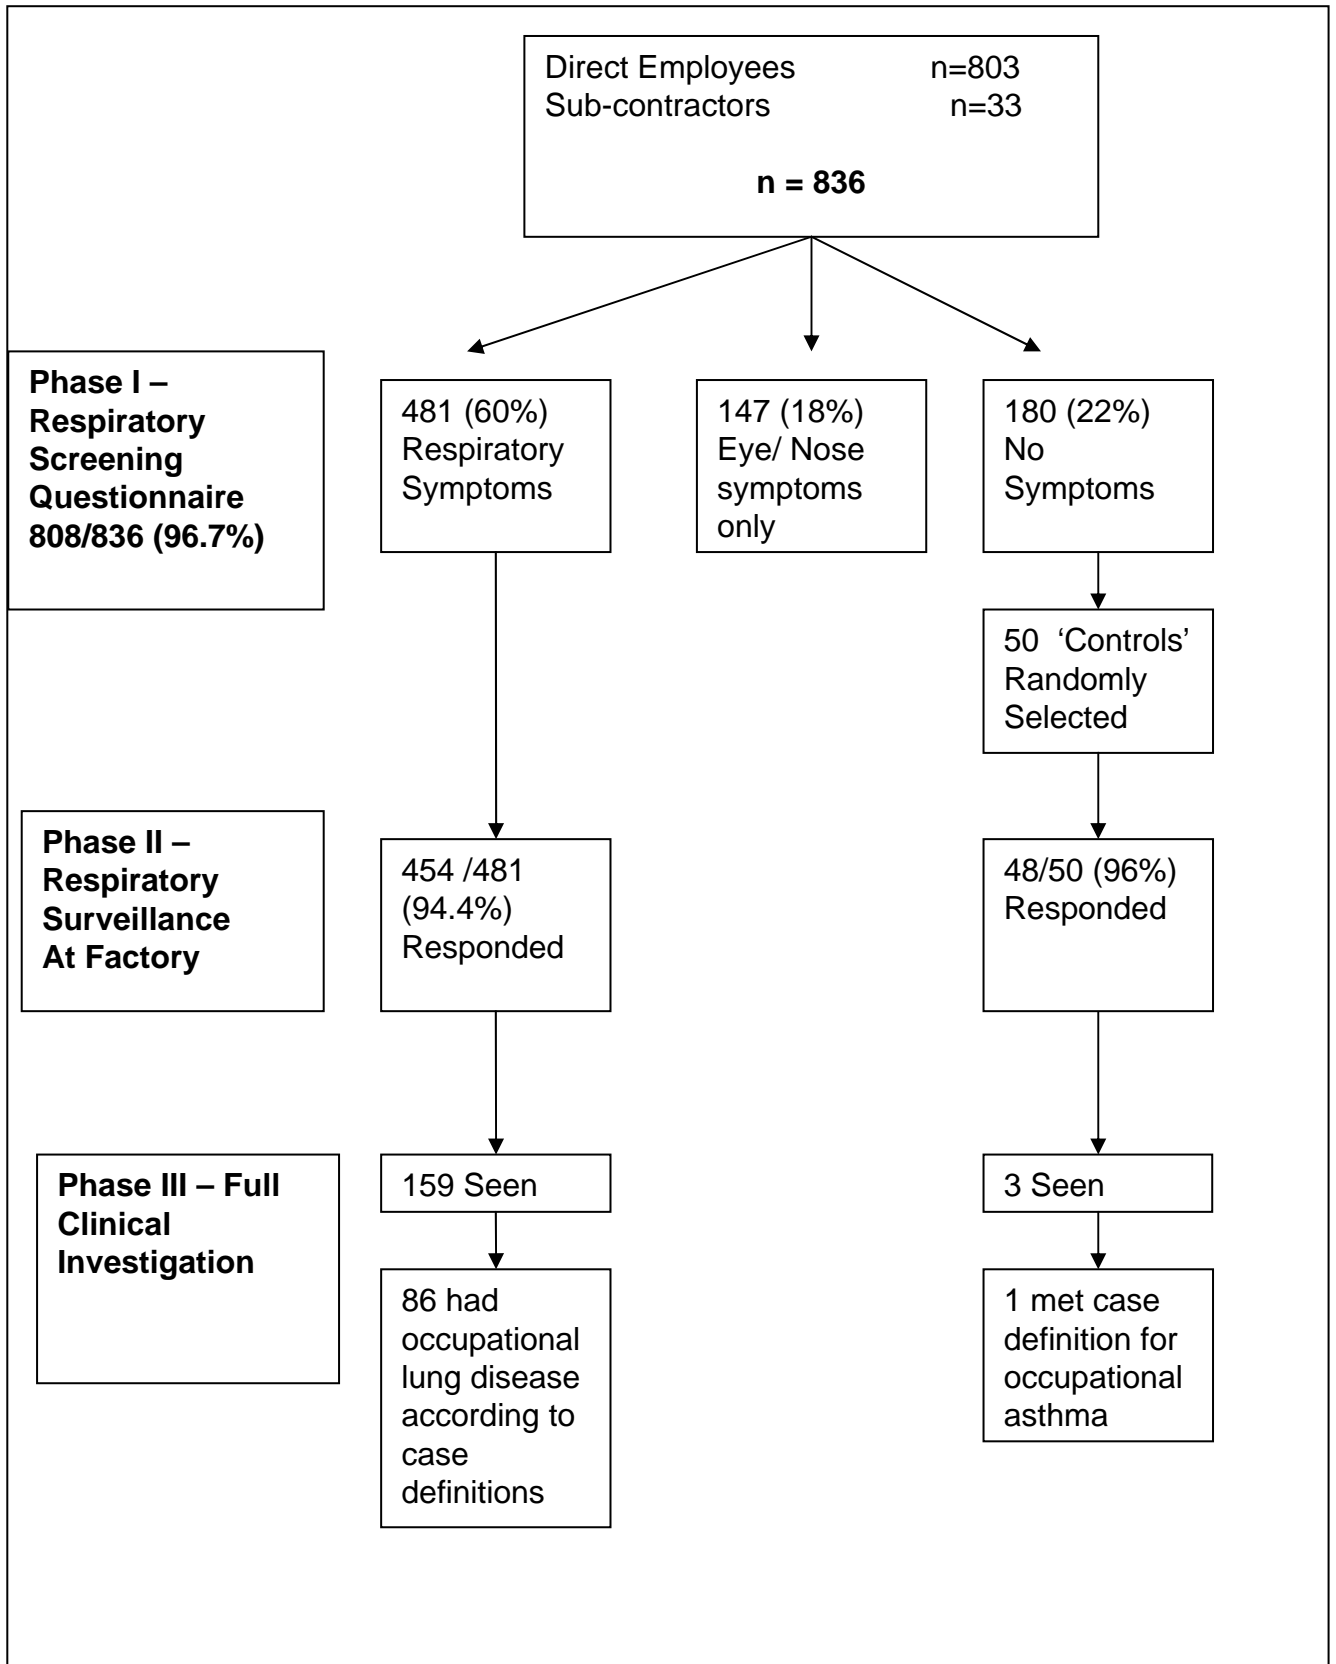 Direct Employees n=803
Sub-contractors n=33
n = 836
Phase I –
Respiratory
Screening
Questionnaire
808/836 (96.7%)
481 (60%)
Respiratory
Symptoms
147 (18%)
Eye/ Nose
symptoms
only
180 (22%)
No
Symptoms
50 ‘Controls’
Randomly
Selected
Phase II –
Respiratory
Surveillance
At Factory
454 /481
(94.4%)
Responded
48/50 (96%)
Responded
Phase III – Full
Clinical
Investigation
159 Seen
3 Seen
86 had
occupational
lung disease
according to
case
definitions
1 met case
definition for
occupational
asthma